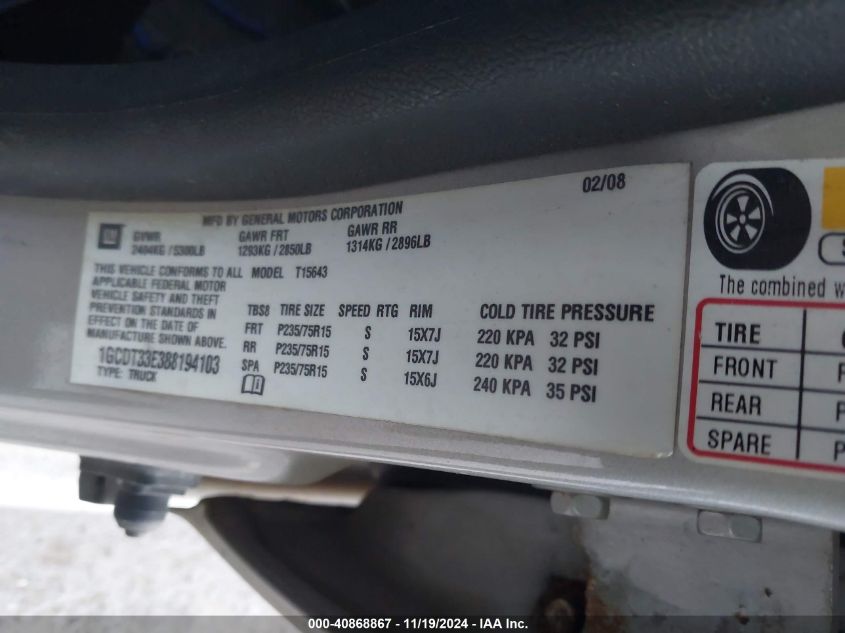 02/08
MFD BY GENERAL MOTORS CORPORATION
GM
GVWR GAWR FRT GAWR RR
2404KG / 5300LB 1293KG / 2850LB 1314KG / 2896LB
THIS VEHICLE CONFORMS TO ALL MODEL T15643
APPLICABLE FEDERAL MOTOR
VEHICLE SAFETY AND THEFT
PREVENTION STANDARDS IN
EFFECT ON THE DATE OF
MANUFACTURE SHOWN ABOVE.
1GCDT33E388194103
TYPE: TRUCK
TBS8 TIRE SIZE SPEED RTG RIM COLD TIRE PRESSURE
FRT P235/75R15 S 15X7J 220 KPA 32 PSI
RR P235/75R15 S 15X7J 220 KPA 32 PSI
SPA P235/75R15 S 15X6J 240 KPA 35 PSI
The combined
TIRE
FRONT
REAR
SPARE
000-40868867 - 11/19/2024 - IAA Inc.